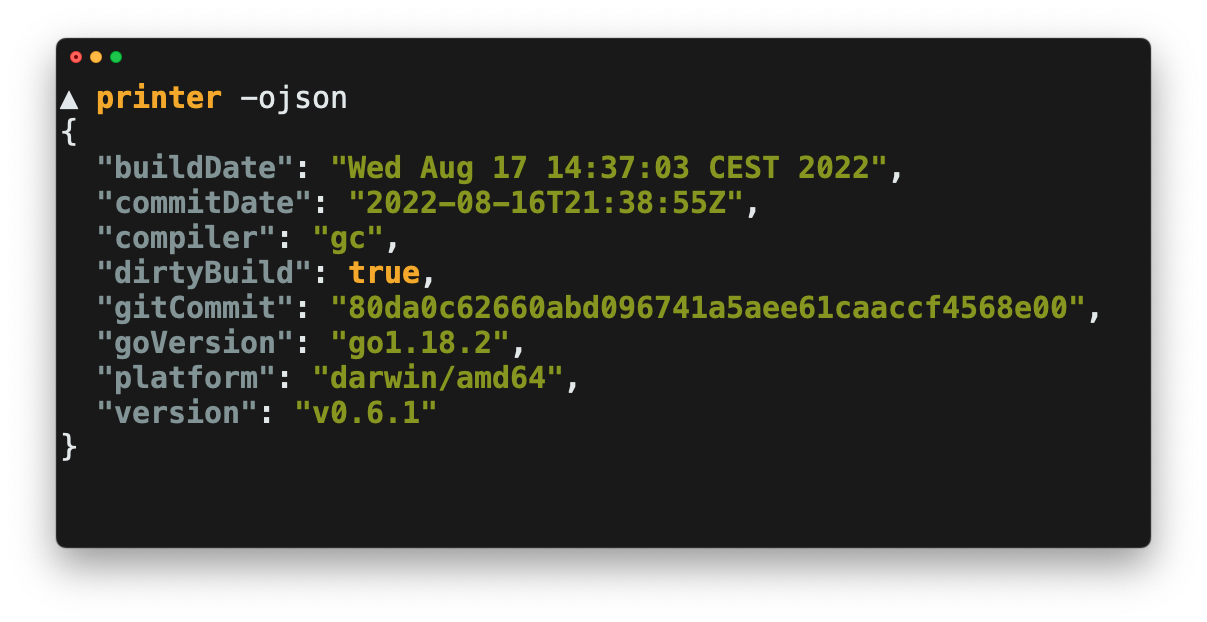 ▲ printer -ojson
{
  "buildDate": "Wed Aug 17 14:37:03 CEST 2022",
  "commitDate": "2022-08-16T21:38:55Z",
  "compiler": "gc",
  "dirtyBuild": true,
  "gitCommit": "80da0c62660abd096741a5aee61caaccf4568e00",
  "goVersion": "go1.18.2",
  "platform": "darwin/amd64",
  "version": "v0.6.1"
}